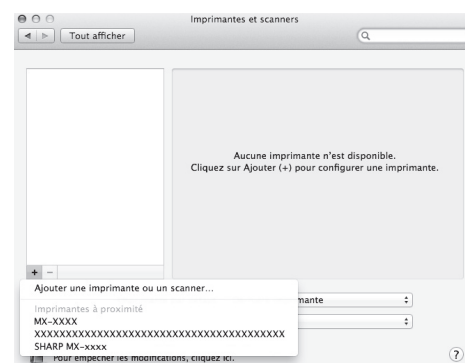 Imprimantes et scanners
Tout afficher
Aucune imprimante n'est disponible.
Cliquez sur Ajouter (+) pour configurer une imprimante.
+ −
Ajouter une imprimante ou un scanner...
mante
Imprimantes à proximité
MX-XXXX
XXXXXXXXXXXXXXXXXXXXXXXXXXXXXXXXXXXXXXXX
SHARP MX-xxxx
Pour empêcher les modifications, cliquez ici.
?